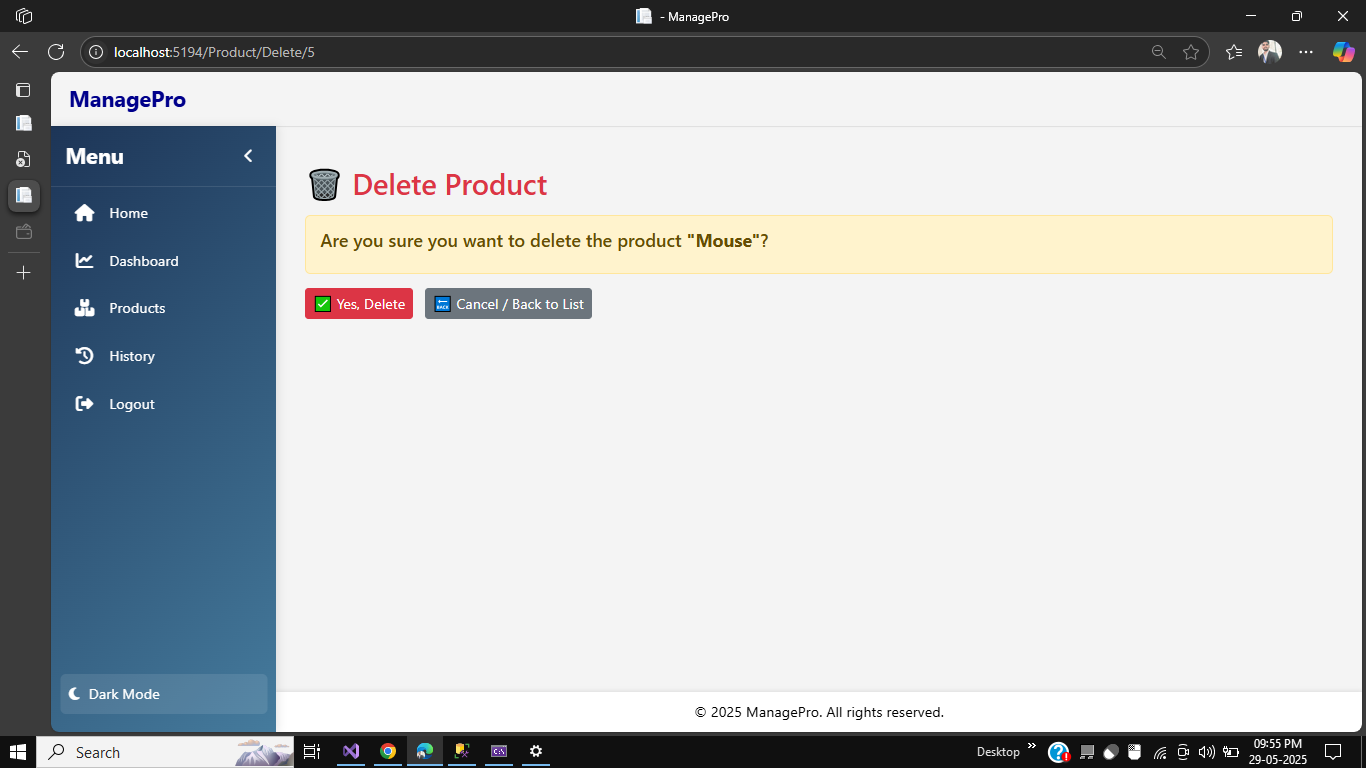 - ManagePro
localhost:5194/Product/Delete/5
ManagePro
Menu
Home
Dashboard
Products
History
Logout
Dark Mode
Delete Product
Are you sure you want to delete the product "Mouse"?
Yes, Delete
BACK Cancel / Back to List
© 2025 ManagePro. All rights reserved.
Search
Desktop
09:55 PM
29-05-2025